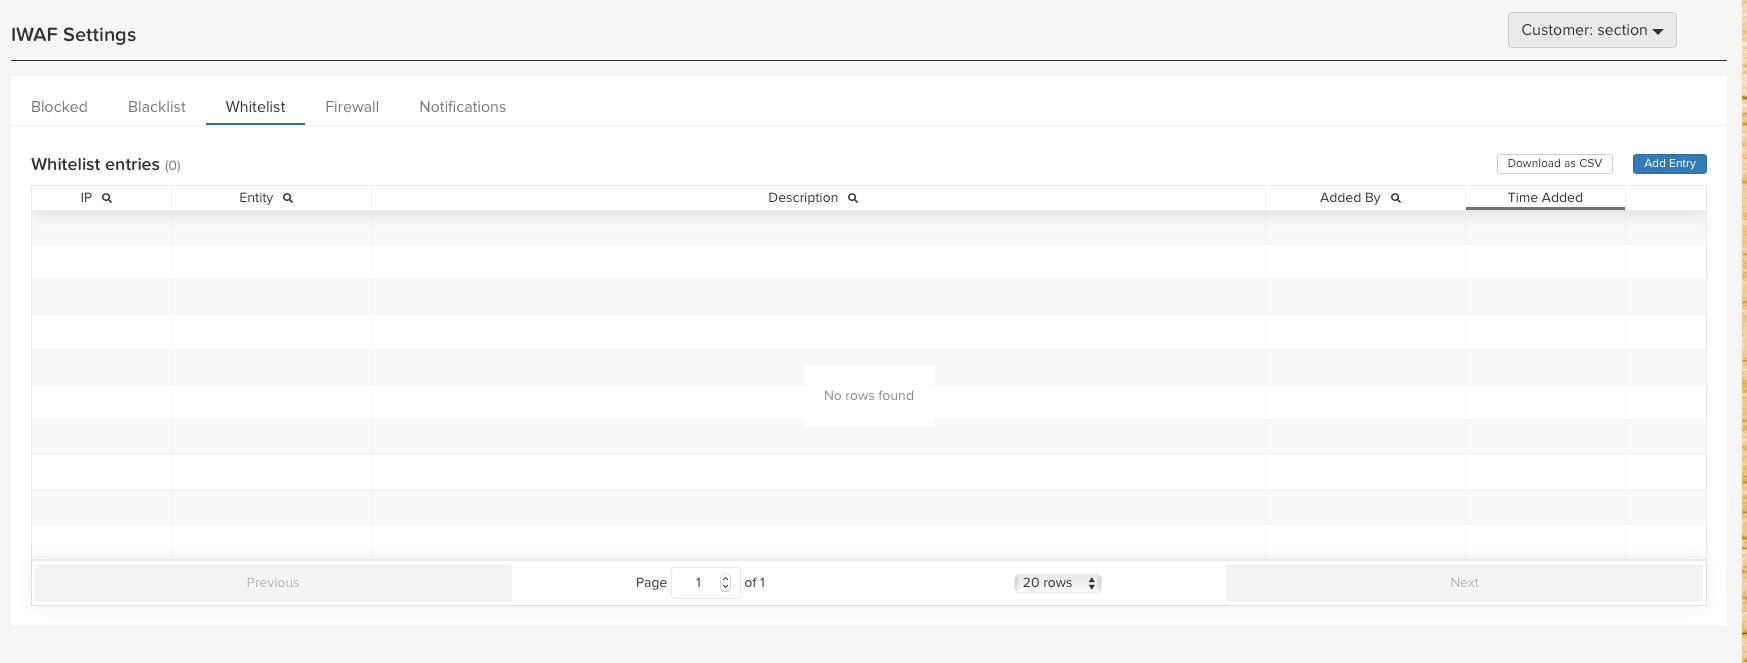 IWAF Settings
Customer: section
Blocked Blacklist Whitelist Firewall Notifications
Whitelist entries (0)
Download as CSV Add Entry
IP Entity Description Added By Time Added
No rows found
Previous Page 1 of 1 20 rows Next